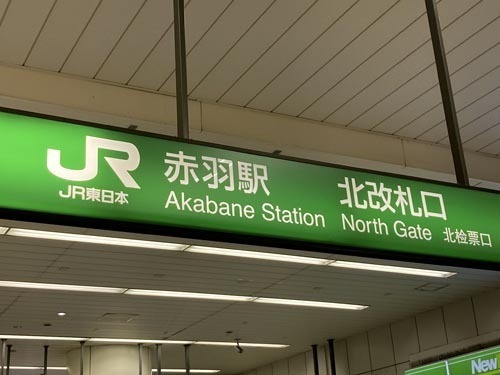 JR
JR東日本
赤羽駅
Akabane Station
北改札口
North Gate 北检票口
New